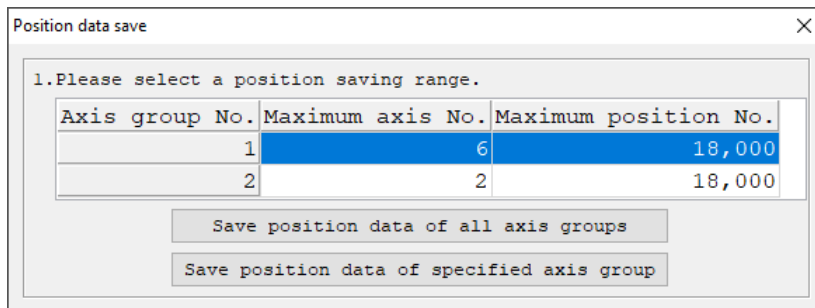 Position data save
1.Please select a position saving range.
Axis group No. Maximum axis No. Maximum position No.
1 6 18,000
2 2 18,000
Save position data of all axis groups
Save position data of specified axis group